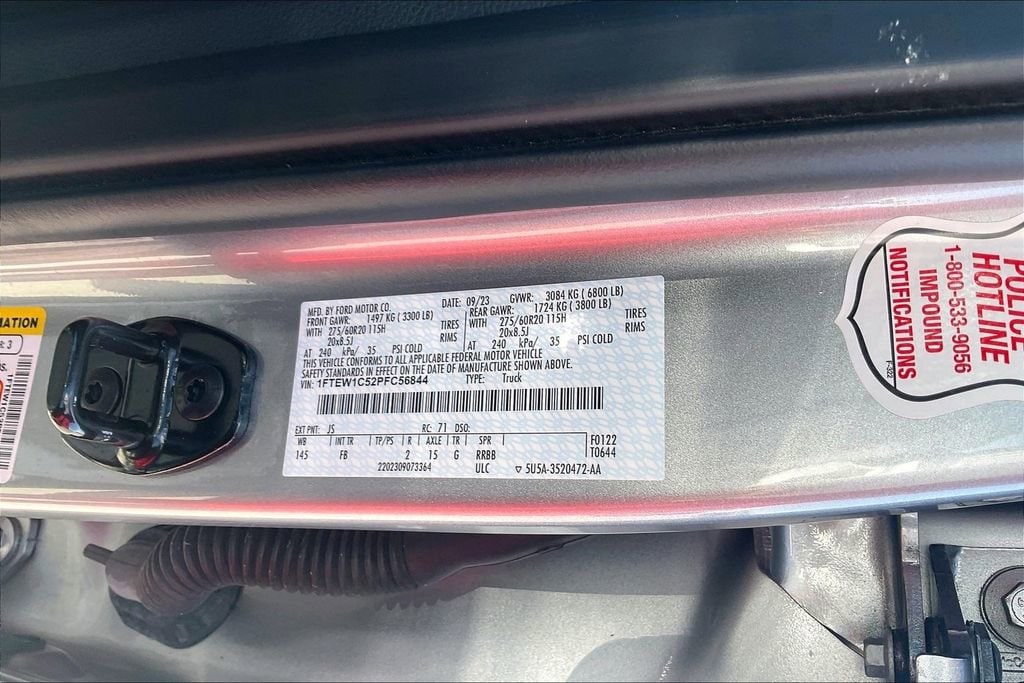 MFD. BY FORD MOTOR CO.
DATE: 09/23 GVWR: 3084 KG ( 6800 LB)
FRONT GAWR: 1497 KG ( 3300 LB)
REAR GAWR: 1724 KG ( 3800 LB)
WITH 275/60R20 115H TIRES
WITH 275/60R20 115H TIRES
20x8.5J RIMS
20x8.5J RIMS
AT 240 kPa/ 35 PSI COLD
AT 240 kPa/ 35 PSI COLD
THIS VEHICLE CONFORMS TO ALL APPLICABLE FEDERAL MOTOR VEHICLE
SAFETY STANDARDS IN EFFECT ON THE DATE OF MANUFACTURE SHOWN ABOVE.
VIN: 1FTEW1C52PFC56844 TYPE: Truck
EXT PNT: JS RC: 71 DSO:
WB INT TR TP/PS R AXLE TR SPR
145 FB 2 15 G RRBB
F0122
T0644
2202309073364 ULC 5U5A-3520472-AA
POLICE
HOTLINE
1-800-533-9056
IMPOUND
NOTIFICATIONS
MATION